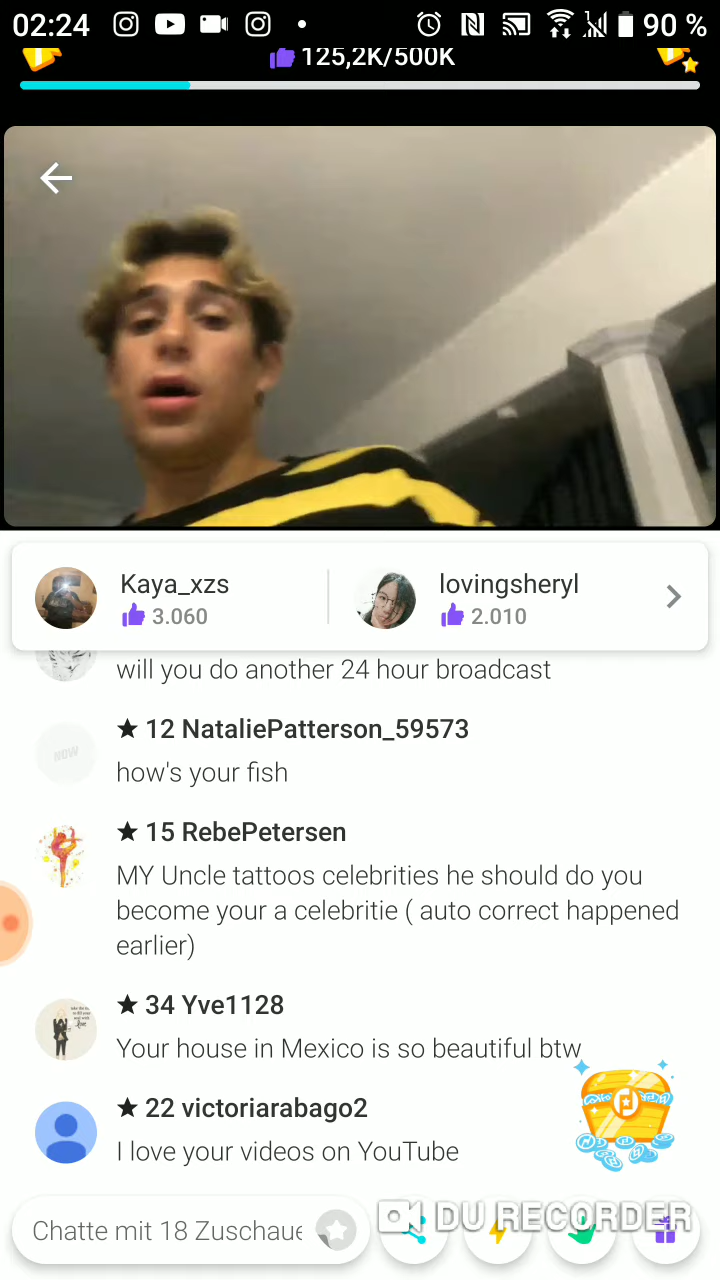 02:24
90 %
125,2K/500K
Kaya_xzs
3.060
lovingsheryl
2.010
will you do another 24 hour broadcast
★ 12 NataliePatterson_59573
NOW
how's your fish
★ 15 RebePetersen
MY Uncle tattoos celebrities he should do you
become your a celebritie ( auto correct happened
earlier)
★ 34 Yve1128
Your house in Mexico is so beautiful btw
★ 22 victoriarabago2
I love your videos on YouTube
Chatte mit 18 Zuschaue
DU RECORDER